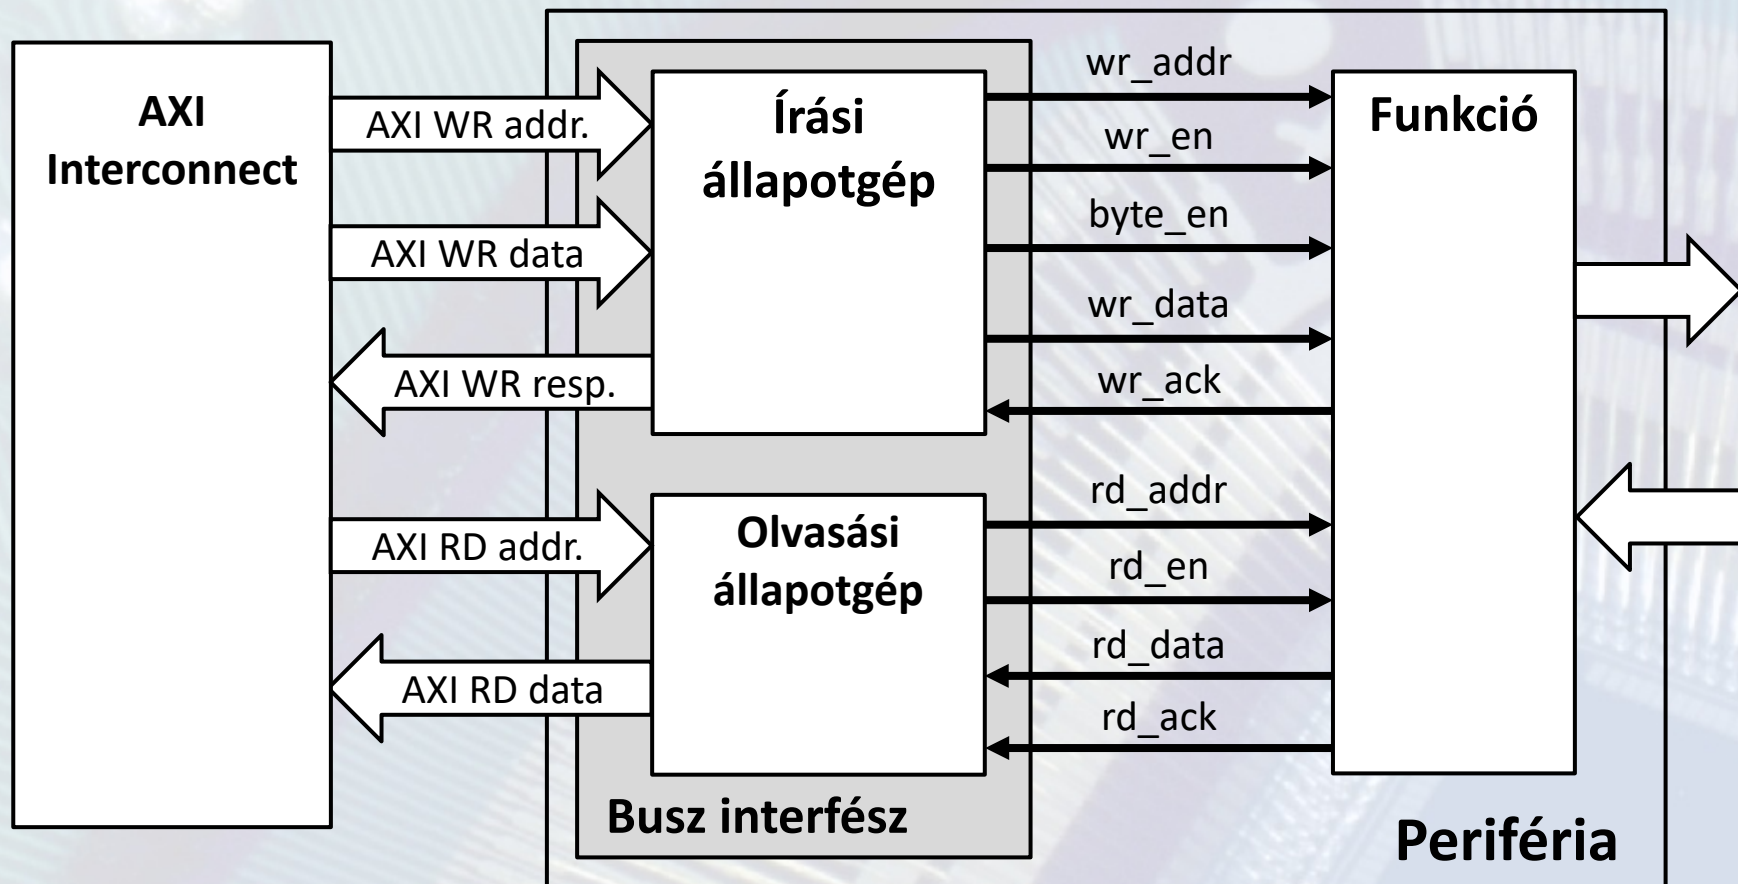 AXI
Interconnect
AXI WR addr.
AXI WR data
AXI WR resp.
AXI RD addr.
AXI RD data
Írási
állapotgép
Olvasási
állapotgép
Busz interfész
wr_addr
wr_en
byte_en
wr_data
wr_ack
rd_addr
rd_en
rd_data
rd_ack
Funkció
Periféria